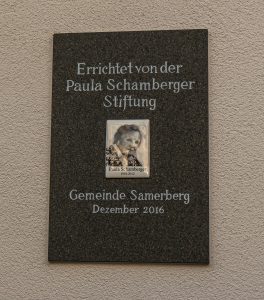 Errichtet von der
Paula Schamberger
Stiftung
Paula Schamberger
Gemeinde Samerberg
Dezember 2016